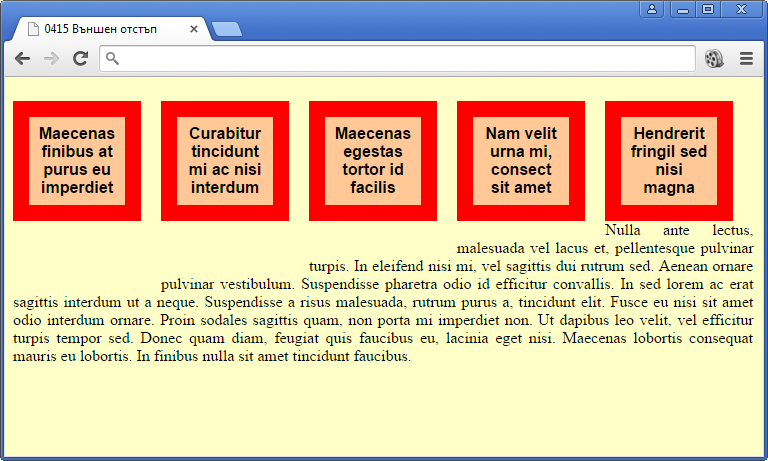 0415 Външен отстъп
Maecenas
finibus at
purus eu
imperdiet
Curabitur
tincidunt
mi ac nisi
interdum
Maecenas
egestas
tortor id
facilis
Nam velit
urna mi,
consect
sit amet
Hendrerit
fringil sed
nisi
magna
Nulla ante lectus,
malesuada vel lacus et, pellentesque pulvinar
turpis. In eleifend nisi mi, vel sagittis dui rutrum sed. Aenean ornare
pulvinar vestibulum. Suspendisse pharetra odio id efficitur convallis. In sed lorem ac erat
sagittis interdum ut a neque. Suspendisse a risus malesuada, rutrum purus a, tincidunt elit. Fusce eu nisi sit amet
odio interdum ornare. Proin sodales sagittis quam, non porta mi imperdiet non. Ut dapibus leo velit, vel efficitur
turpis tempor sed. Donec quam diam, feugiat quis faucibus eu, lacinia eget nisi. Maecenas lobortis consequat
mauris eu lobortis. In finibus nulla sit amet tincidunt faucibus.